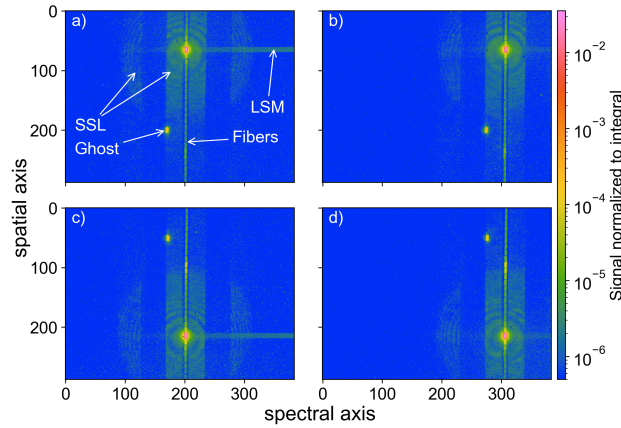 0
100
200
a)
SSL
Ghost
Fibers
LSM
b)
0
100
200
c)
d)
0
100
200
300
0
100
200
300
spatial axis
spectral axis
10⁻²
10⁻³
10⁻⁴
10⁻⁵
10⁻⁶
Signal normalized to integral